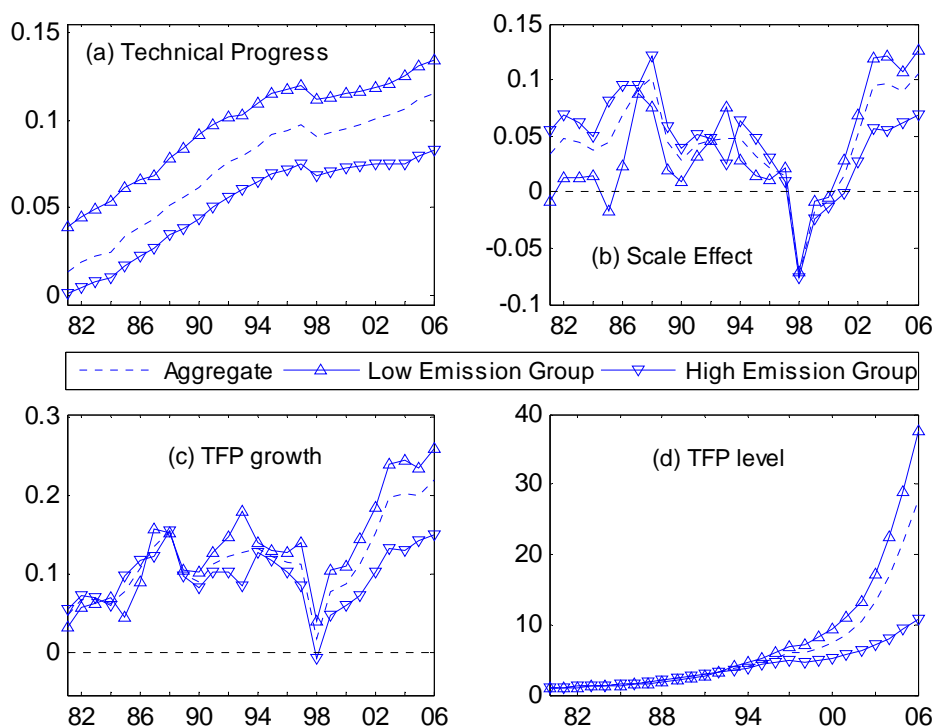 0.15
0.1
0.05
0
(a) Technical Progress
82 86 90 94 98 02 06
0.15
0.1
0.05
0
-0.05
-0.1
(b) Scale Effect
82 86 90 94 98 02 06
Aggregate Low Emission Group High Emission Group
0.3
0.2
0.1
0
(c) TFP growth
82 86 90 94 98 02 06
40
30
20
10
0
(d) TFP level
82 88 94 00 06